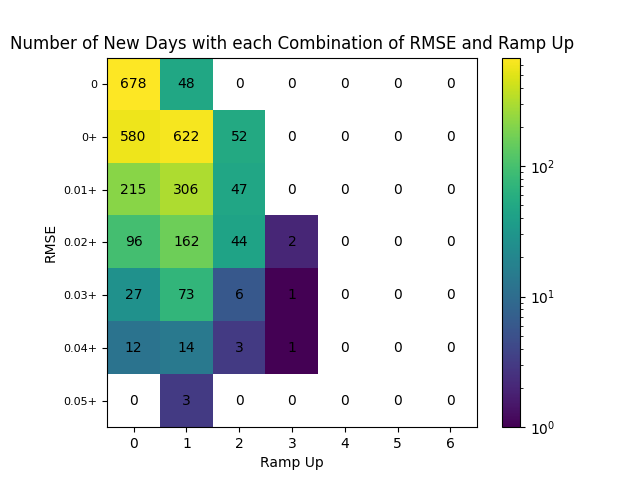 Number of New Days with each Combination of RMSE and Ramp Up
0 678 48 0 0 0 0 0
0+ 580 622 52 0 0 0 0
0.01+ 215 306 47 0 0 0 0
0.02+ 96 162 44 2 0 0 0
0.03+ 27 73 6 1 0 0 0
0.04+ 12 14 3 1 0 0 0
0.05+ 0 3 0 0 0 0 0
0 1 2 3 4 5 6
Ramp Up
RMSE
10²
10¹
10⁰